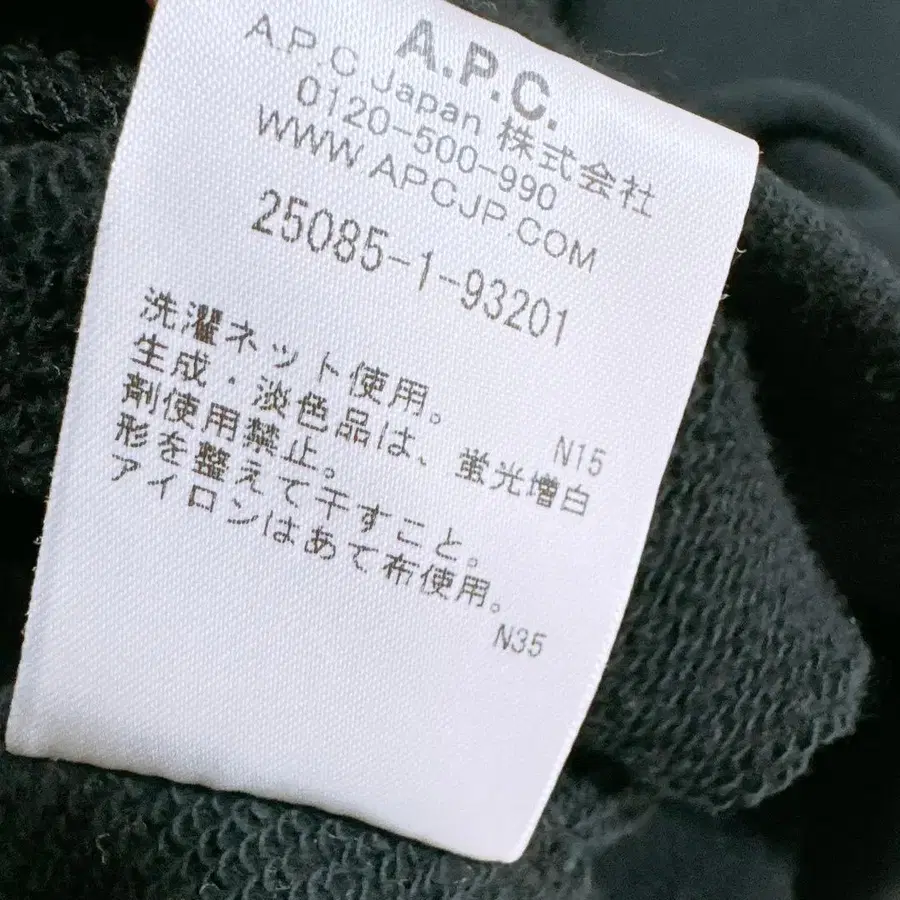 A.P.C.
A.P.C Japan 株式会社
0120-500-990
WWW.APCJP.COM
25085-1-93201
洗濯ネット使用。
N15
生成・淡色品は、蛍光増白
剤使用禁止。
形を整えて干すこと。
アイロンはあて布使用。
N35